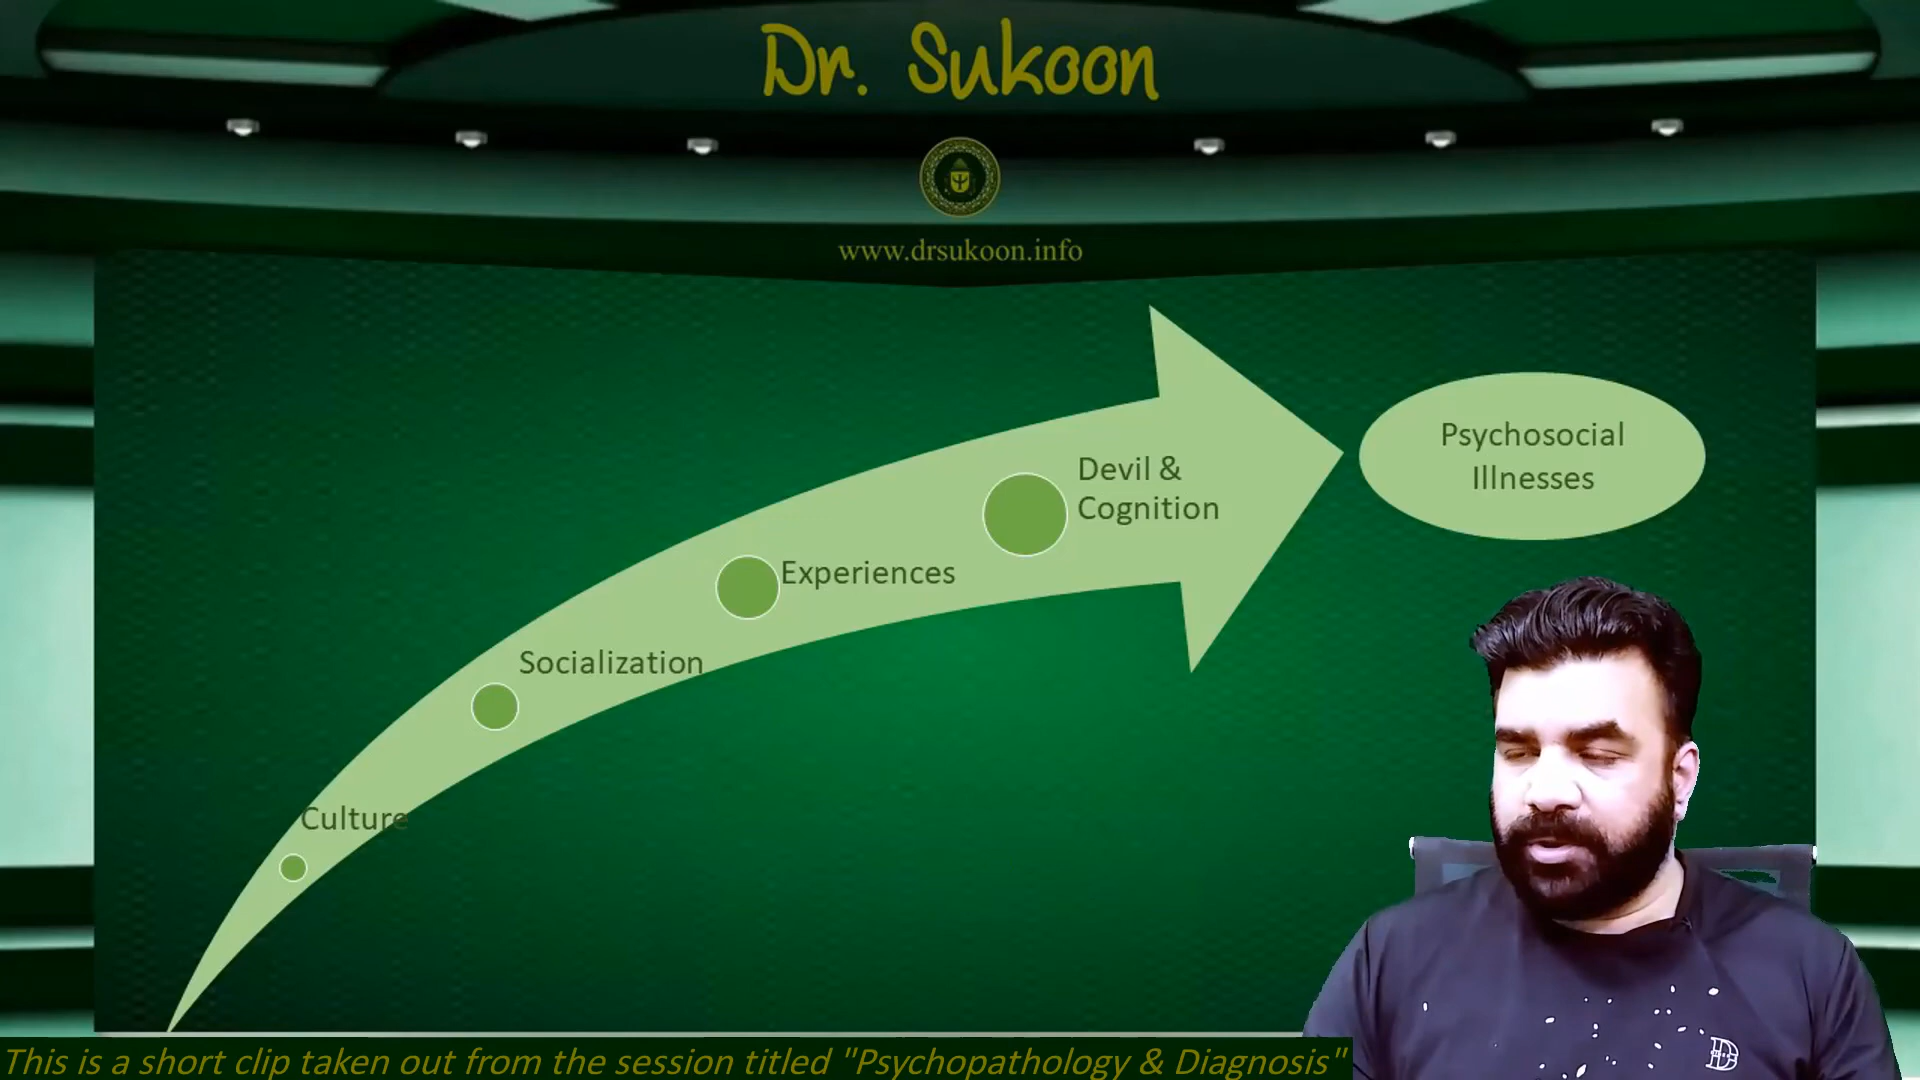 Dr. Sukoon
www.drsukoon.info
Devil &
Cognition
Psychosocial
Illnesses
Experiences
Socialization
Culture
This is a short clip taken out from the session titled "Psychopathology & Diagnosis"